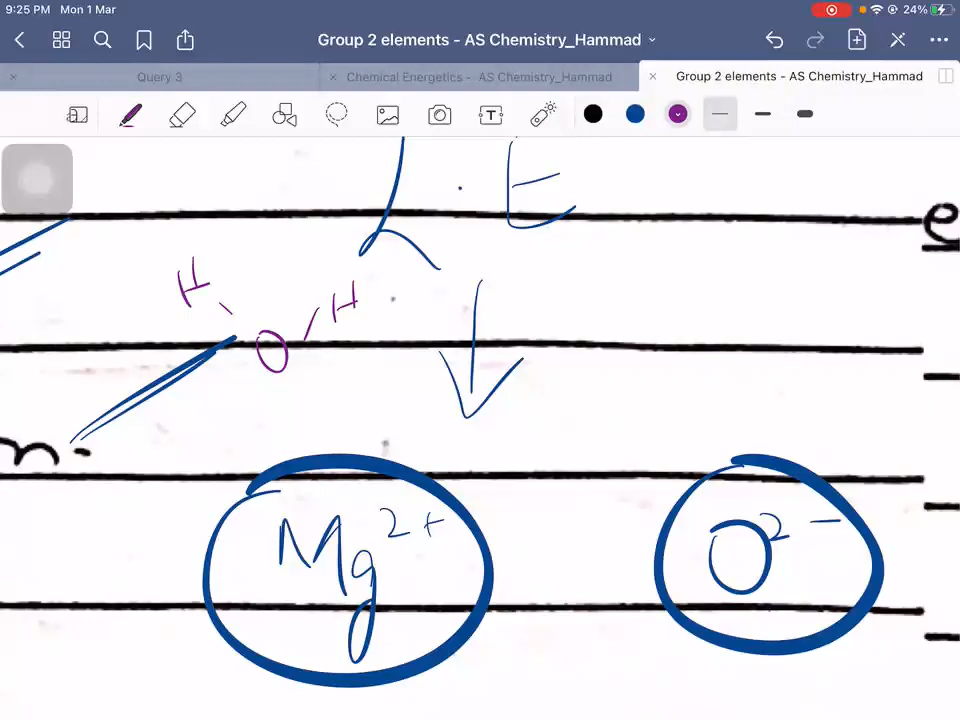 9:25 PM Mon 1 Mar 24%
Group 2 elements - AS Chemistry_Hammad
Query 3
Chemical Energetics - AS Chemistry_Hammad
Group 2 elements - AS Chemistry_Hammad
L.E
H
H
O
Mg2+
O2-